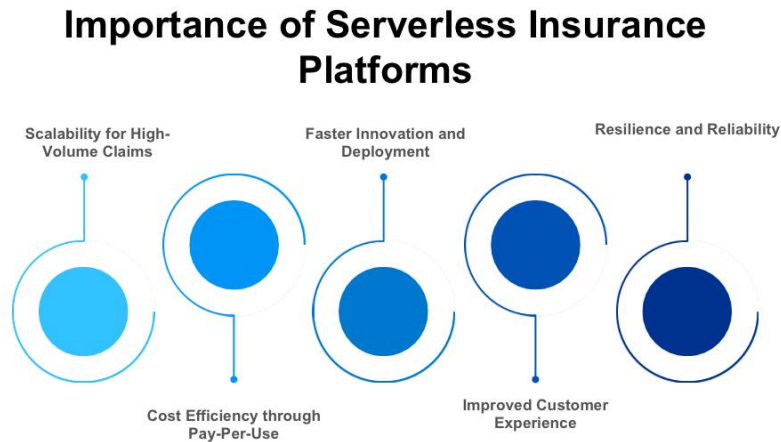 Importance of Serverless Insurance
Platforms
Scalability for High-
Volume Claims
Faster Innovation and
Deployment
Resilience and Reliability
Cost Efficiency through
Pay-Per-Use
Improved Customer
Experience